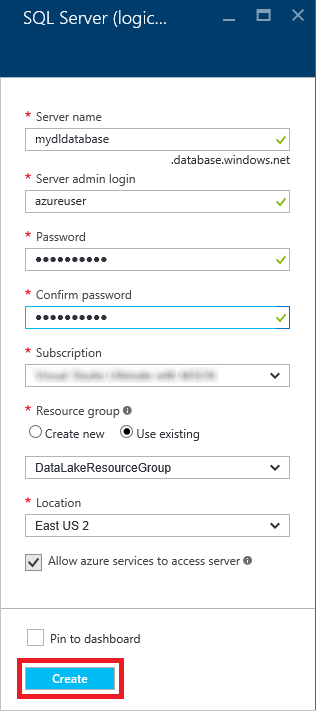 SQL Server (logic...
* Server name
mydldatabase
.database.windows.net
* Server admin login
azureuser
* Password
●●●●●●●●●●
* Confirm password
●●●●●●●●●●
* Subscription
* Resource group
Create new Use existing
DataLakeResourceGroup
* Location
East US 2
Allow azure services to access server
Pin to dashboard
Create